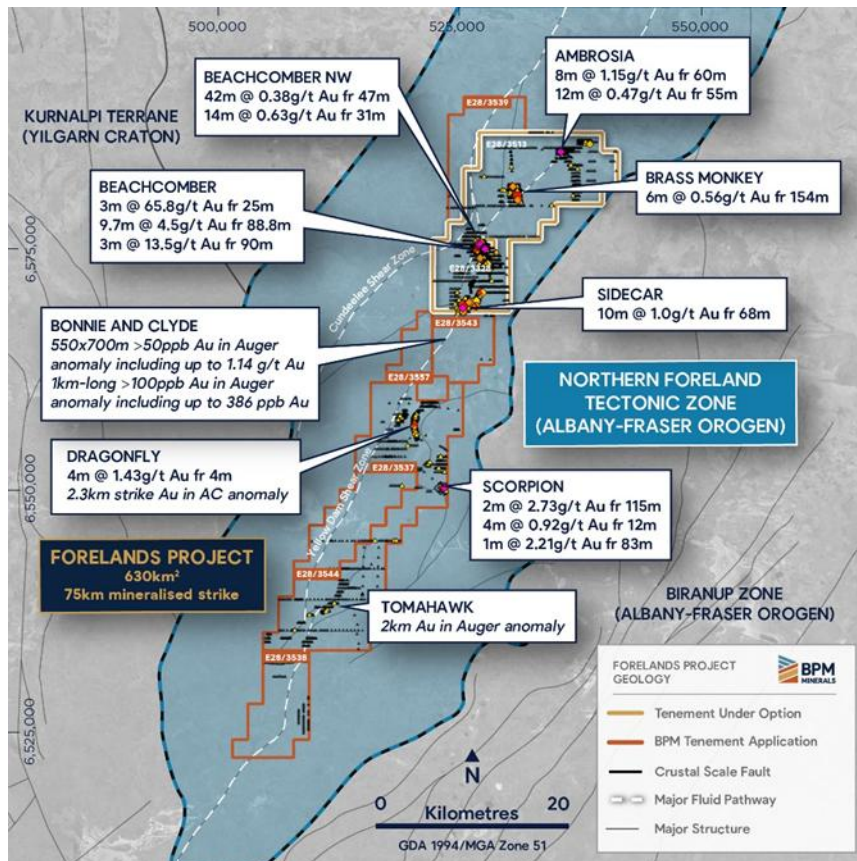 500,000
525,000
550,000
AMBROSIA
8m @ 1.15g/t Au fr 60m
12m @ 0.47g/t Au fr 55m
BEACHCOMBER NW
42m @ 0.38g/t Au fr 47m
14m @ 0.63g/t Au fr 31m
E28/3539
KURNALPI TERRANE
(YILGARN CRATON)
E28/3513
BRASS MONKEY
6m @ 0.56g/t Au fr 154m
BEACHCOMBER
3m @ 65.8g/t Au fr 25m
9.7m @ 4.5g/t Au fr 88.8m
3m @ 13.5g/t Au fr 90m
6,575,000
Cundeelee Shear Zone
SIDECAR
10m @ 1.0g/t Au fr 68m
E28/3543
BONNIE AND CLYDE
550x700m >50ppb Au in Auger
anomaly including up to 1.14 g/t Au
1km-long >100ppb Au in Auger
anomaly including up to 386 ppb Au
E28/3557
NORTHERN FORELAND
TECTONIC ZONE
(ALBANY-FRASER OROGEN)
DRAGONFLY
4m @ 1.43g/t Au fr 4m
2.3km strike Au in AC anomaly
E28/3537
6,550,000
Yellow Dam Shear Zone
SCORPION
2m @ 2.73g/t Au fr 115m
4m @ 0.92g/t Au fr 12m
1m @ 2.21g/t Au fr 83m
FORELANDS PROJECT
630km²
75km mineralised strike
E28/3544
TOMAHAWK
2km Au in Auger anomaly
BIRANUP ZONE
(ALBANY-FRASER OROGEN)
E28/3538
6,525,000
FORELANDS PROJECT
GEOLOGY
BPM
MINERALS
Tenement Under Option
BPM Tenement Application
Crustal Scale Fault
Major Fluid Pathway
Major Structure
N
0
20
Kilometres
GDA 1994/MGA Zone 51